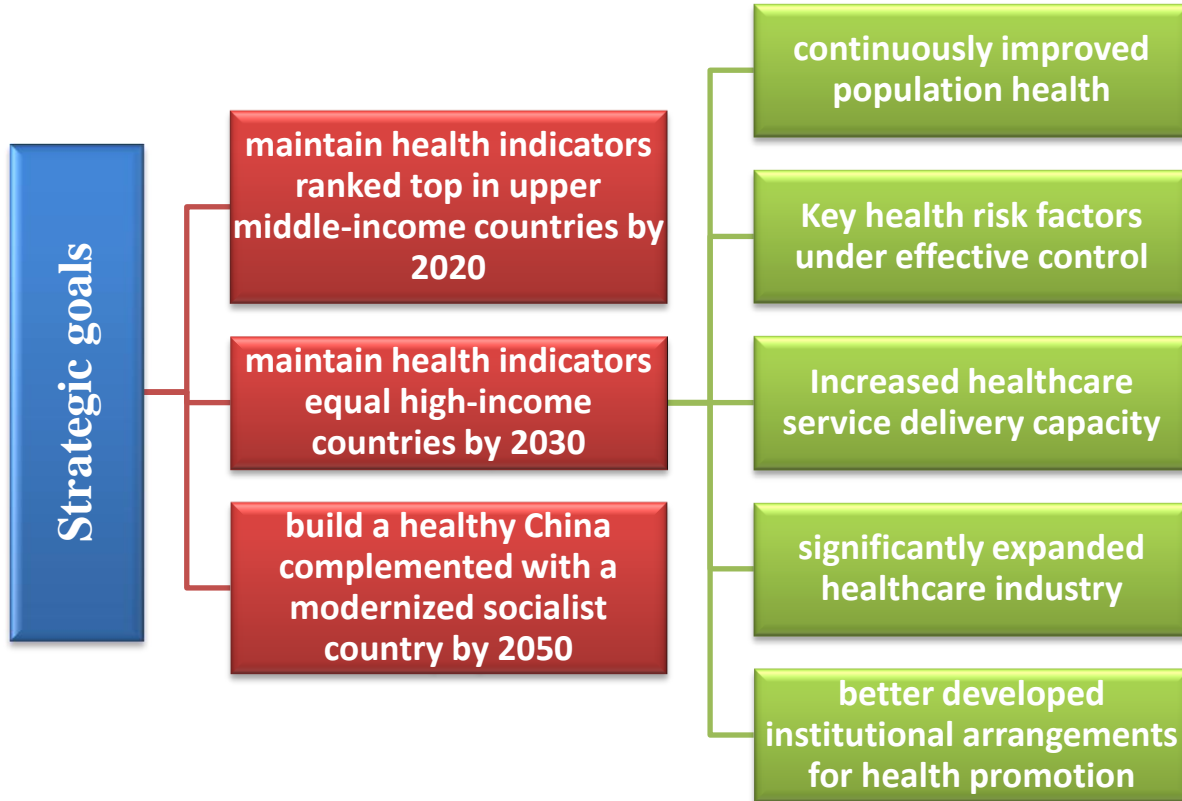 Strategic goals
maintain health indicators
ranked top in upper
middle-income countries by
2020
maintain health indicators
equal high-income
countries by 2030
build a healthy China
complemented with a
modernized socialist
country by 2050
continuously improved
population health
Key health risk factors
under effective control
Increased healthcare
service delivery capacity
significantly expanded
healthcare industry
better developed
institutional arrangements
for health promotion